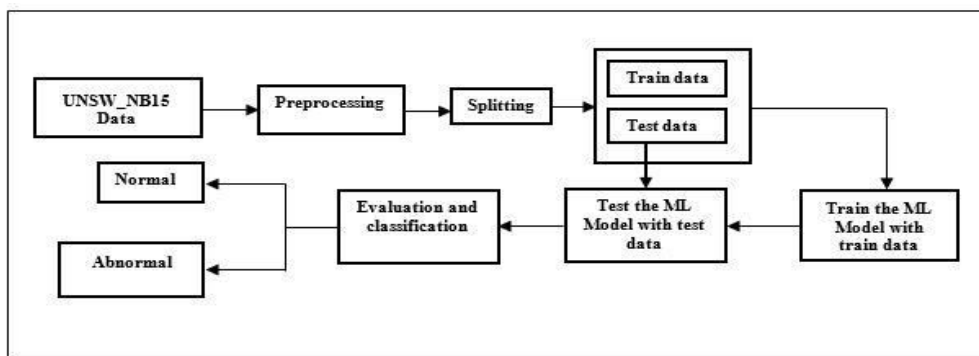 UNSW_NB15
Data
Preprocessing
Splitting
Train data
Test data
Normal
Abnormal
Evaluation and
classification
Test the ML
Model with test
data
Train the ML
Model with
train data